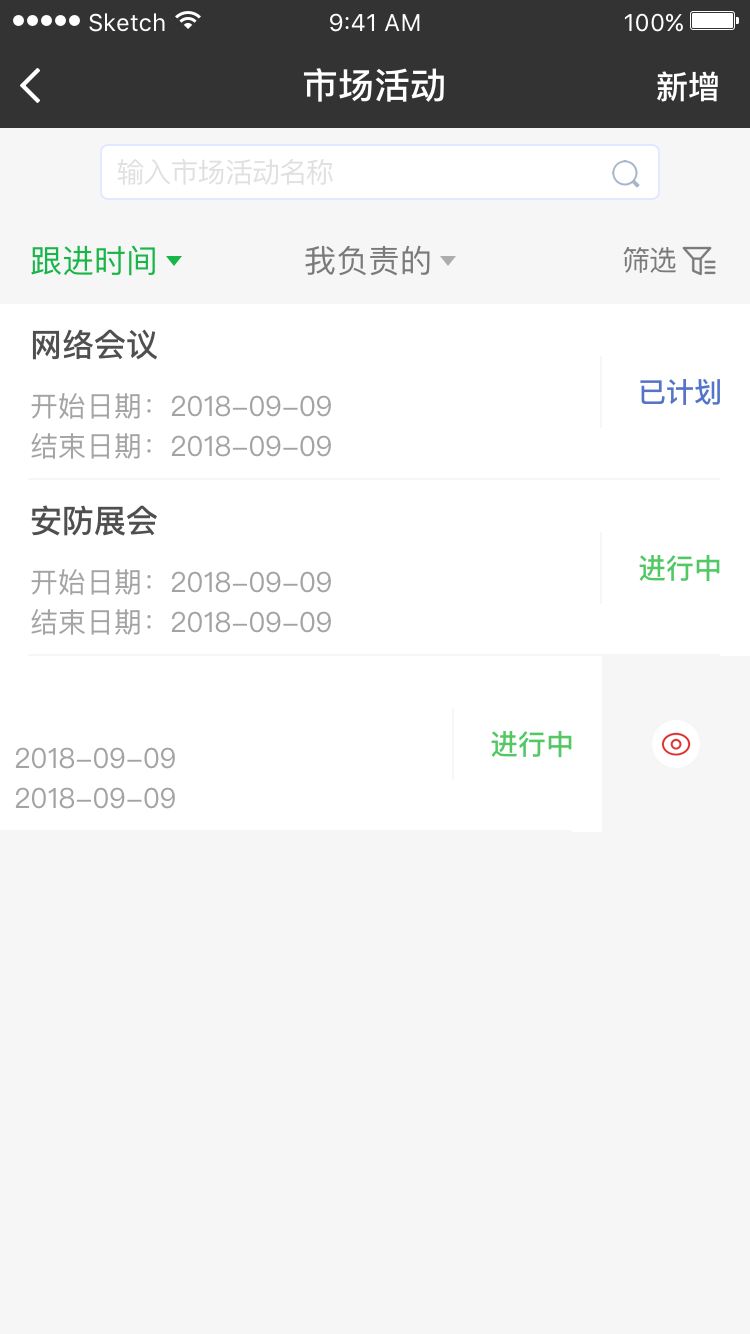 Sketch 9:41 AM 100%
市场活动 新增
输入市场活动名称
跟进时间 我负责的 筛选
网络会议
已计划
开始日期：2018-09-09
结束日期：2018-09-09
安防展会
进行中
开始日期：2018-09-09
结束日期：2018-09-09
进行中
2018-09-09
2018-09-09